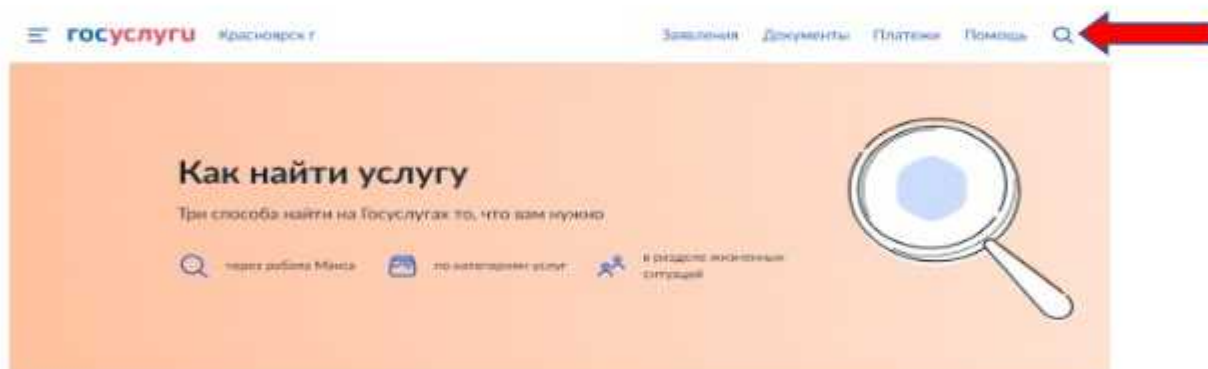 госуслуги Красноярск г Заявления Документы Платежи Помощь
Как найти услугу
Три способа найти на Госуслугах то, что вам нужно
через робота Макса по категориям услуг в разделе жизненных
ситуаций